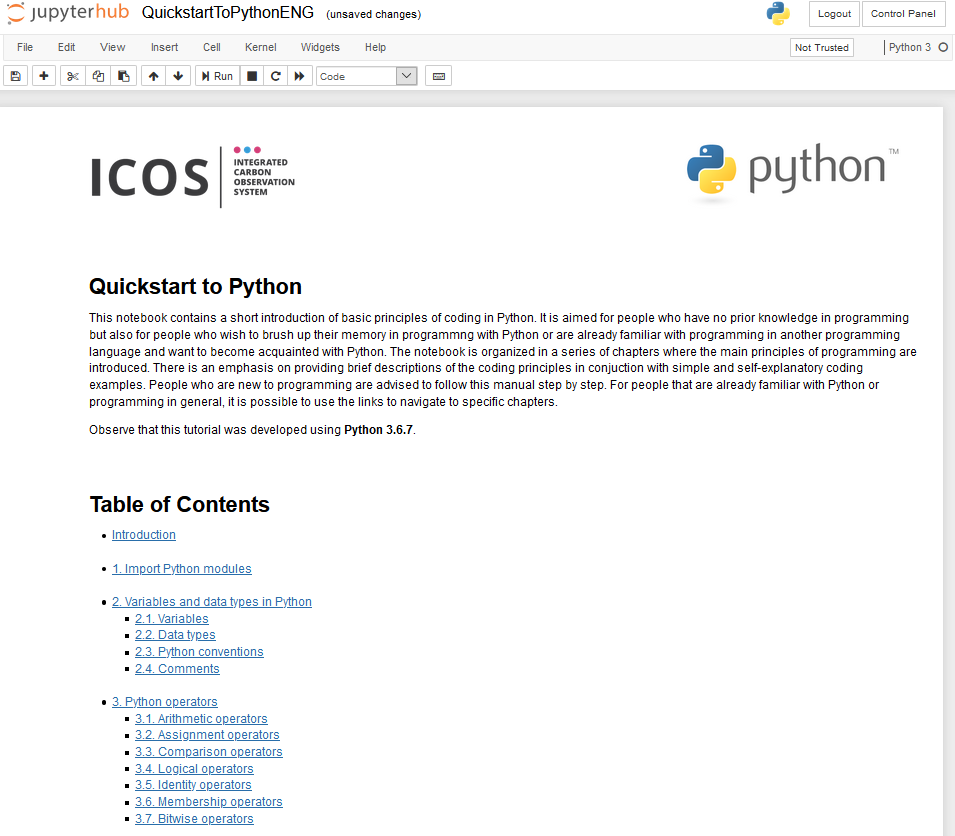 jupyterhub QuickstartToPythonENG (unsaved changes) Logout Control Panel
File Edit View Insert Cell Kernel Widgets Help Not Trusted Python 3
Run Code
ICOS
INTEGRATED
CARBON
OBSERVATION
SYSTEM
python™
Quickstart to Python
This notebook contains a short introduction of basic principles of coding in Python. It is aimed for people who have no prior knowledge in programming
but also for people who wish to brush up their memory in programmng with Python or are already familiar with programming in another programming
language and want to become acquainted with Python. The notebook is organized in a series of chapters where the main principles of programming are
introduced. There is an emphasis on providing brief descriptions of the coding principles in conjuction with simple and self-explanatory coding
examples. People who are new to programming are advised to follow this manual step by step. For people that are already familiar with Python or
programming in general, it is possible to use the links to navigate to specific chapters.
Observe that this tutorial was developed using Python 3.6.7.
Table of Contents
Introduction
1. Import Python modules
2. Variables and data types in Python
2.1. Variables
2.2. Data types
2.3. Python conventions
2.4. Comments
3. Python operators
3.1. Arithmetic operators
3.2. Assignment operators
3.3. Comparison operators
3.4. Logical operators
3.5. Identity operators
3.6. Membership operators
3.7. Bitwise operators